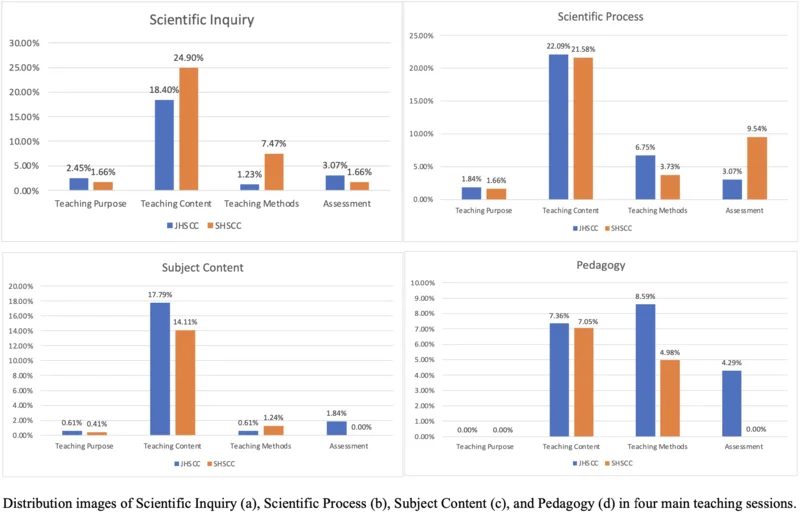 Scientific Inquiry
30.00%
25.00%
20.00%
15.00%
10.00%
5.00%
0.00%
2.45% 1.66% 18.40% 24.90% 1.23% 7.47% 3.07% 1.66%
Teaching Purpose Teaching Content Teaching Methods Assessment
JHSCC SHSCC
Scientific Process
25.00%
20.00%
15.00%
10.00%
5.00%
0.00%
1.84% 1.66% 22.09% 21.58% 6.75% 3.73% 3.07% 9.54%
Teaching Purpose Teaching Content Teaching Methods Assessment
JHSCC SHSCC
Subject Content
20.00%
18.00%
16.00%
14.00%
12.00%
10.00%
8.00%
6.00%
4.00%
2.00%
0.00%
0.61% 0.41% 17.79% 14.11% 0.61% 1.24% 1.84% 0.00%
Teaching Purpose Teaching Content Teaching Methods Assessment
JHSCC SHSCC
Pedagogy
10.00%
9.00%
8.00%
7.00%
6.00%
5.00%
4.00%
3.00%
2.00%
1.00%
0.00%
0.00% 0.00% 7.36% 7.05% 8.59% 4.98% 4.29% 0.00%
Teaching Purpose Teaching Content Teaching Methods Assessment
JHSCC SHSCC
Distribution images of Scientific Inquiry (a), Scientific Process (b), Subject Content (c), and Pedagogy (d) in four main teaching sessions.